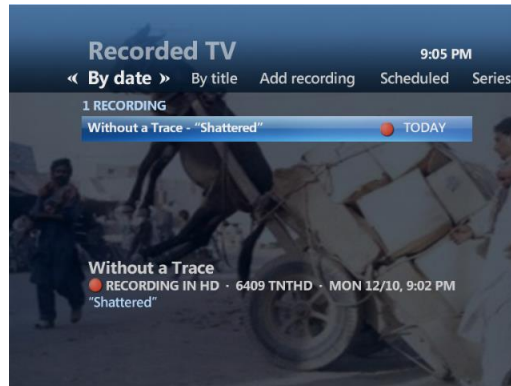 Recorded TV
9:05 PM
« By date » By title Add recording Scheduled Series
1 RECORDING
Without a Trace - "Shattered" TODAY
Without a Trace
RECORDING IN HD · 6409 TNTHD · MON 12/10, 9:02 PM
"Shattered"